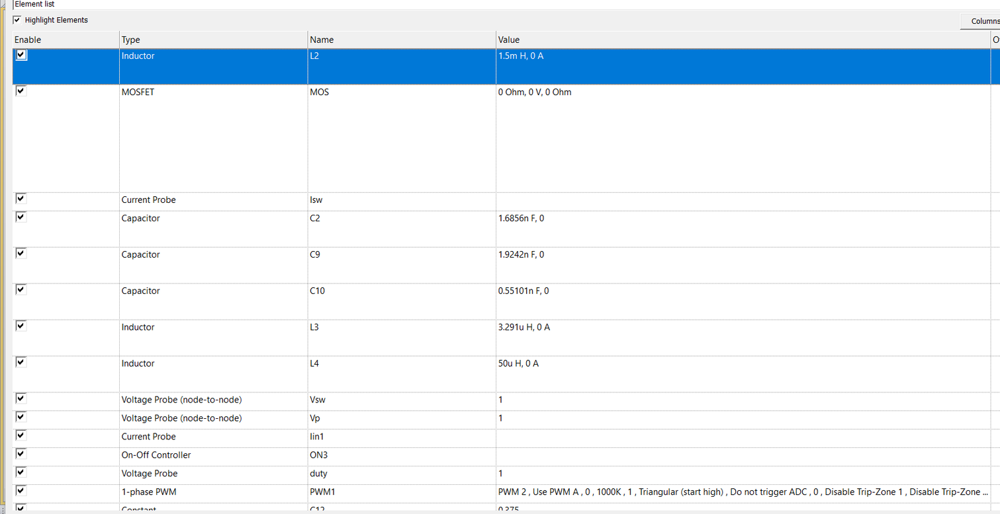 Element list
Highlight Elements
Columns
Enable Type Name Value
Inductor L2 1.5m H, 0 A
MOSFET MOS 0 Ohm, 0 V, 0 Ohm
Current Probe Isw
Capacitor C2 1.6856n F, 0
Capacitor C9 1.9242n F, 0
Capacitor C10 0.55101n F, 0
Inductor L3 3.291u H, 0 A
Inductor L4 50u H, 0 A
Voltage Probe (node-to-node) Vsw 1
Voltage Probe (node-to-node) Vp 1
Current Probe Iin1
On-Off Controller ON3
Voltage Probe duty 1
1-phase PWM PWM1 PWM 2 , Use PWM A , 0 , 1000K , 1 , Triangular (start high) , Do not trigger ADC , 0 , Disable Trip-Zone 1 , Disable Trip-Zone ...
Constant C12 0.375